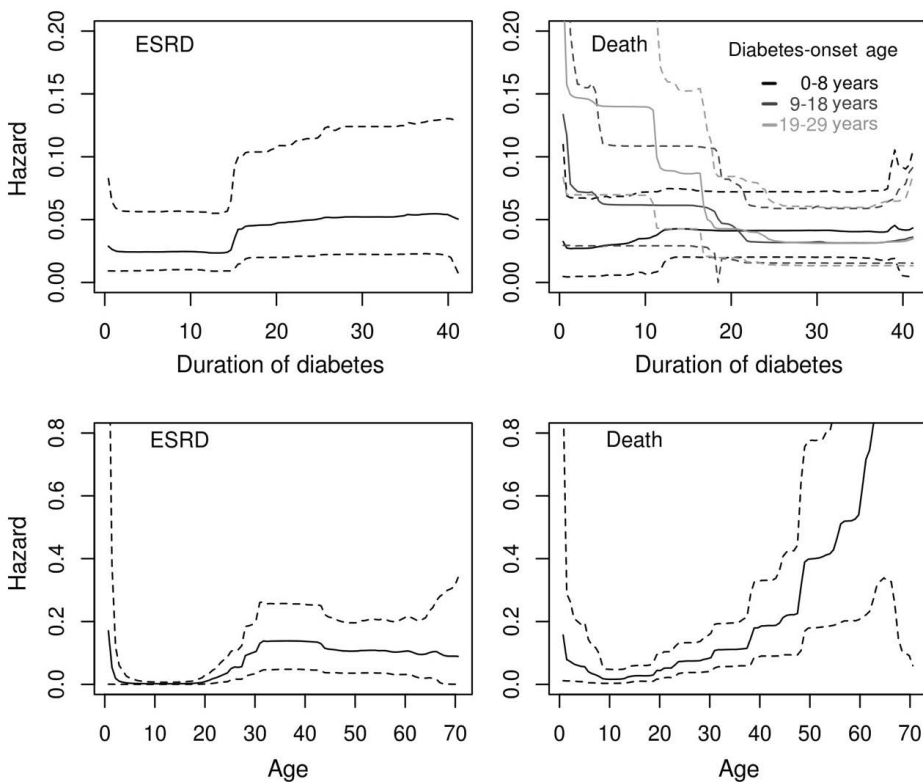 ESRD
Hazard
0.00 0.05 0.10 0.15 0.20
0 10 20 30 40
Duration of diabetes
Death
Diabetes-onset age
0-8 years
9-18 years
19-29 years
0.00 0.05 0.10 0.15 0.20
0 10 20 30 40
Duration of diabetes
ESRD
Hazard
0.0 0.2 0.4 0.6 0.8
0 10 20 30 40 50 60 70
Age
Death
0.0 0.2 0.4 0.6 0.8
0 10 20 30 40 50 60 70
Age